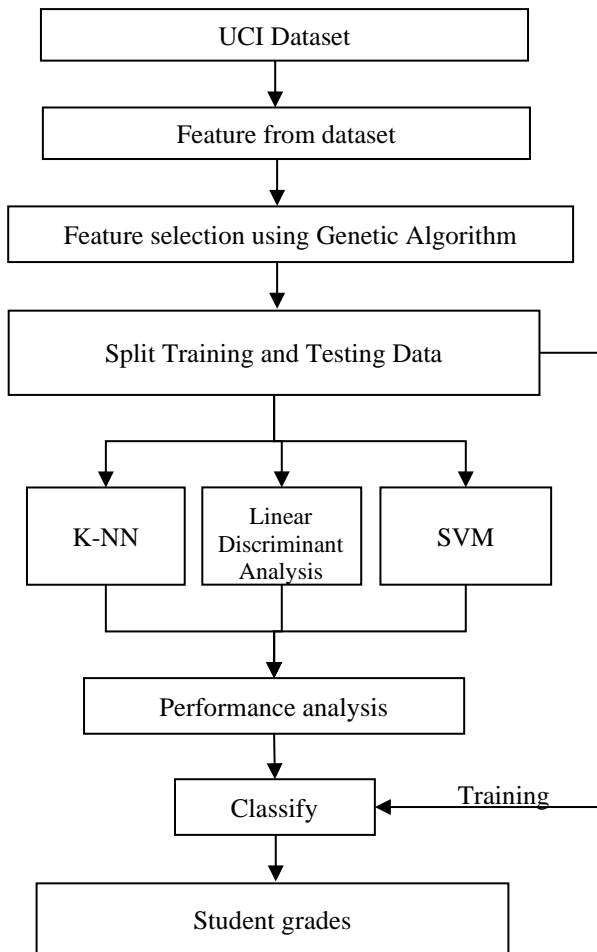 UCI Dataset
Feature from dataset
Feature selection using Genetic Algorithm
Split Training and Testing Data
K-NN
Linear
Discriminant
Analysis
SVM
Performance analysis
Classify
Training
Student grades